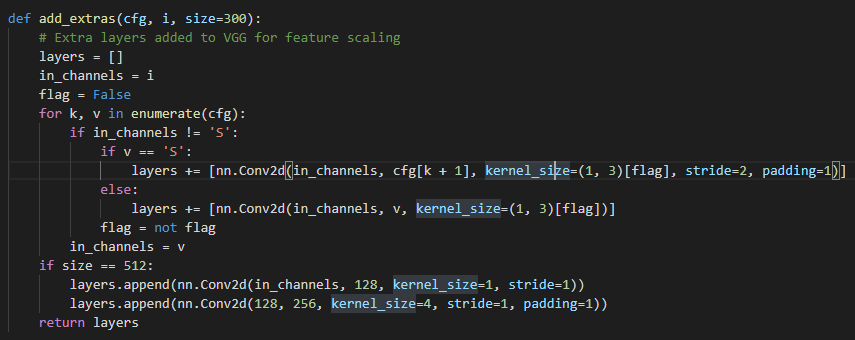 def add_extras(cfg, i, size=300):
    # Extra layers added to VGG for feature scaling
    layers = []
    in_channels = i
    flag = False
    for k, v in enumerate(cfg):
        if in_channels != 'S':
            if v == 'S':
                layers += [nn.Conv2d(in_channels, cfg[k + 1], kernel_size=(1, 3)[flag], stride=2, padding=1)]
            else:
                layers += [nn.Conv2d(in_channels, v, kernel_size=(1, 3)[flag])]
            flag = not flag
        in_channels = v
    if size == 512:
        layers.append(nn.Conv2d(in_channels, 128, kernel_size=1, stride=1))
        layers.append(nn.Conv2d(128, 256, kernel_size=4, stride=1, padding=1))
    return layers